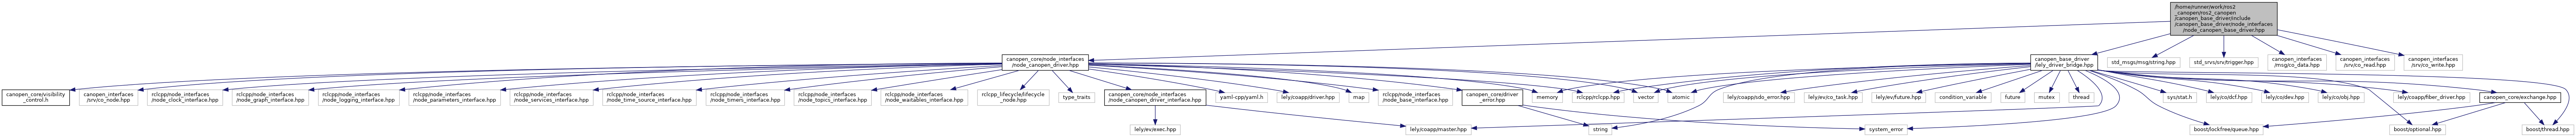 /home/runner/work/ros2
_canopen/ros2_canopen
/canopen_base_driver/include
/canopen_base_driver/node_interfaces
/node_canopen_base_driver.hpp
canopen_core/node_interfaces
/node_canopen_driver.hpp
canopen_base_driver
/lely_driver_bridge.hpp
std_msgs/msg/string.hpp
std_srvs/srv/trigger.hpp
canopen_interfaces
/msg/co_data.hpp
canopen_interfaces
/srv/co_read.hpp
canopen_interfaces
/srv/co_write.hpp
canopen_core/visibility
_control.h
canopen_interfaces
/srv/co_node.hpp
rclcpp/node_interfaces
/node_clock_interface.hpp
rclcpp/node_interfaces
/node_graph_interface.hpp
rclcpp/node_interfaces
/node_logging_interface.hpp
rclcpp/node_interfaces
/node_parameters_interface.hpp
rclcpp/node_interfaces
/node_services_interface.hpp
rclcpp/node_interfaces
/node_time_source_interface.hpp
rclcpp/node_interfaces
/node_timers_interface.hpp
rclcpp/node_interfaces
/node_topics_interface.hpp
rclcpp/node_interfaces
/node_waitables_interface.hpp
rclcpp_lifecycle/lifecycle
_node.hpp
type_traits
canopen_core/node_interfaces
/node_canopen_driver_interface.hpp
yaml-cpp/yaml.h
lely/coapp/driver.hpp
map
rclcpp/node_interfaces
/node_base_interface.hpp
canopen_core/driver
_error.hpp
memory
rclcpp/rclcpp.hpp
vector
atomic
lely/coapp/sdo_error.hpp
lely/ev/co_task.hpp
lely/ev/future.hpp
condition_variable
future
mutex
thread
sys/stat.h
lely/co/dcf.hpp
lely/co/dev.hpp
lely/co/obj.hpp
lely/coapp/fiber_driver.hpp
canopen_core/exchange.hpp
lely/ev/exec.hpp
lely/coapp/master.hpp
string
system_error
boost/lockfree/queue.hpp
boost/optional.hpp
boost/thread.hpp